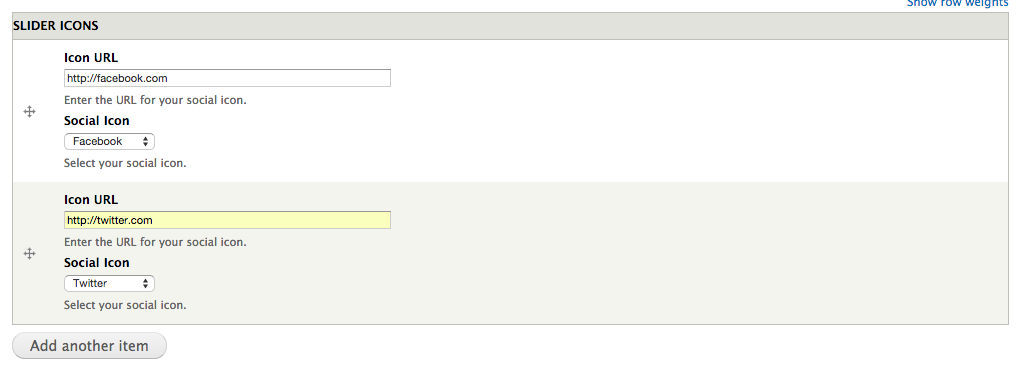 Show row weights
SLIDER ICONS
Icon URL
http://facebook.com
Enter the URL for your social icon.
Social Icon
Facebook
Select your social icon.
Icon URL
http://twitter.com
Enter the URL for your social icon.
Social Icon
Twitter
Select your social icon.
Add another item